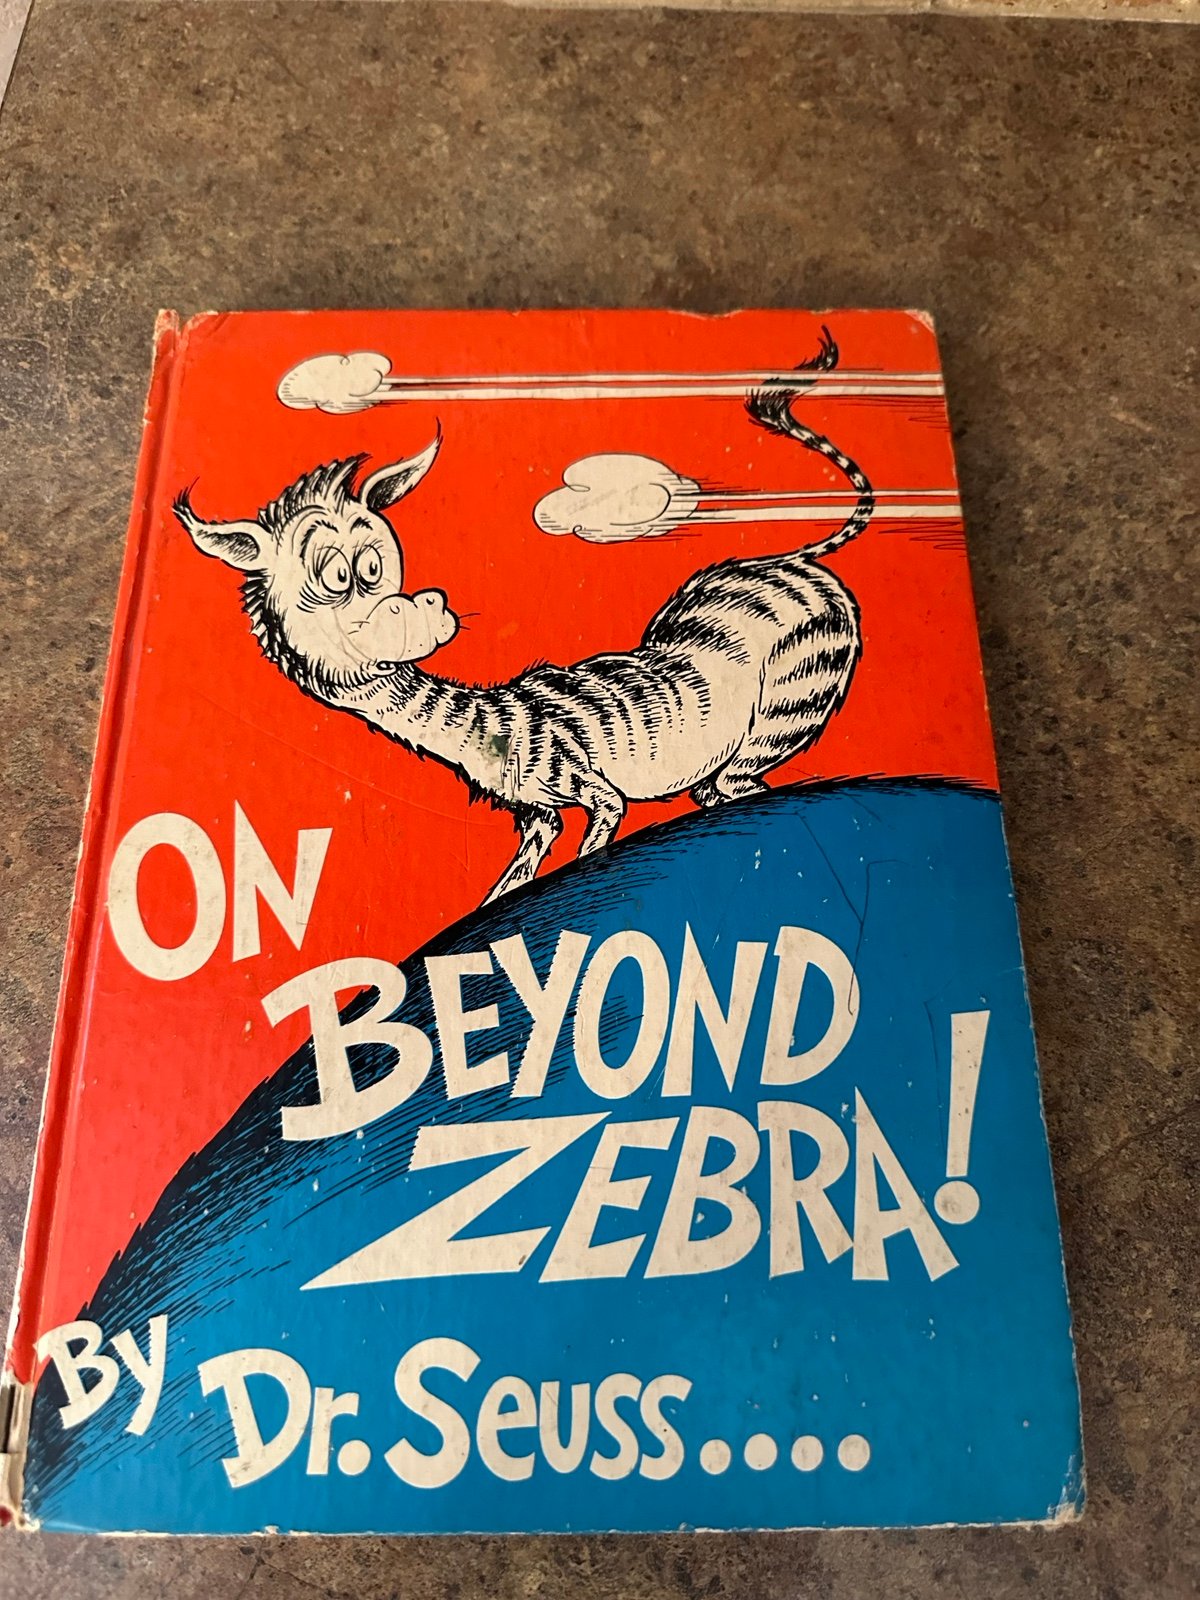 ON
BEYOND
ZEBRA!
By Dr. Seuss....